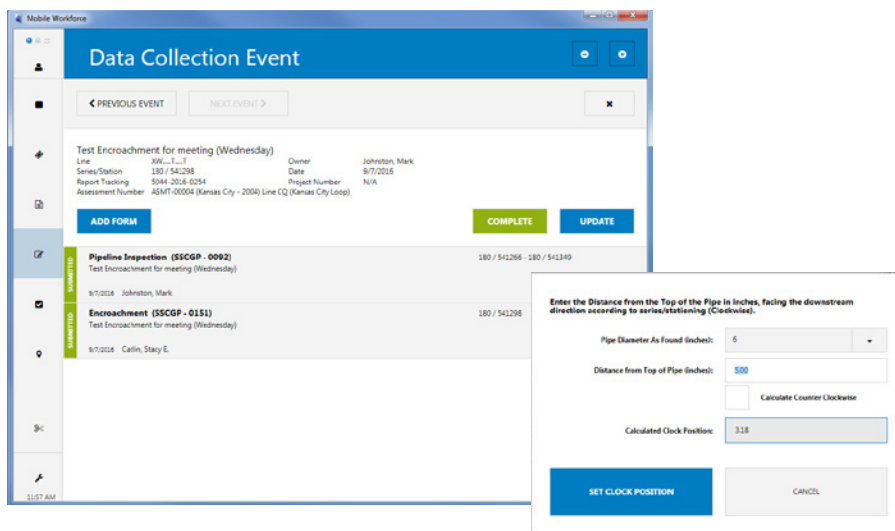 Mobile Workforce
Data Collection Event
PREVIOUS EVENT
NEXT EVENT
Test Encroachment for meeting (Wednesday)
Line XW....T....T Owner Johnston, Mark
Series/Station 180 / 541298 Date 9/7/2016
Report Tracking 5044-2016-0254 Project Number N/A
Assessment Number ASMT-00004 (Kansas City - 2004) Line CQ (Kansas City Loop)
ADD FORM
COMPLETE
UPDATE
SUBMITTED
Pipeline Inspection (SSCGP - 0092) 180 / 541266 - 180 / 541349
Test Encroachment for meeting (Wednesday)
9/7/2016 Johnston, Mark
SUBMITTED
Encroachment (SSCGP - 0151) 180 / 541298
Test Encroachment for meeting (Wednesday)
9/7/2016 Catlin, Stacy E.
11:57 AM
Enter the Distance from the Top of the Pipe in inches, facing the downstream
direction according to series/stationing (Clockwise).
Pipe Diameter As Found (inches): 6
Distance from Top of Pipe (inches): 5.00
Calculate Counter Clockwise
Calculated Clock Position: 3.18
SET CLOCK POSITION
CANCEL